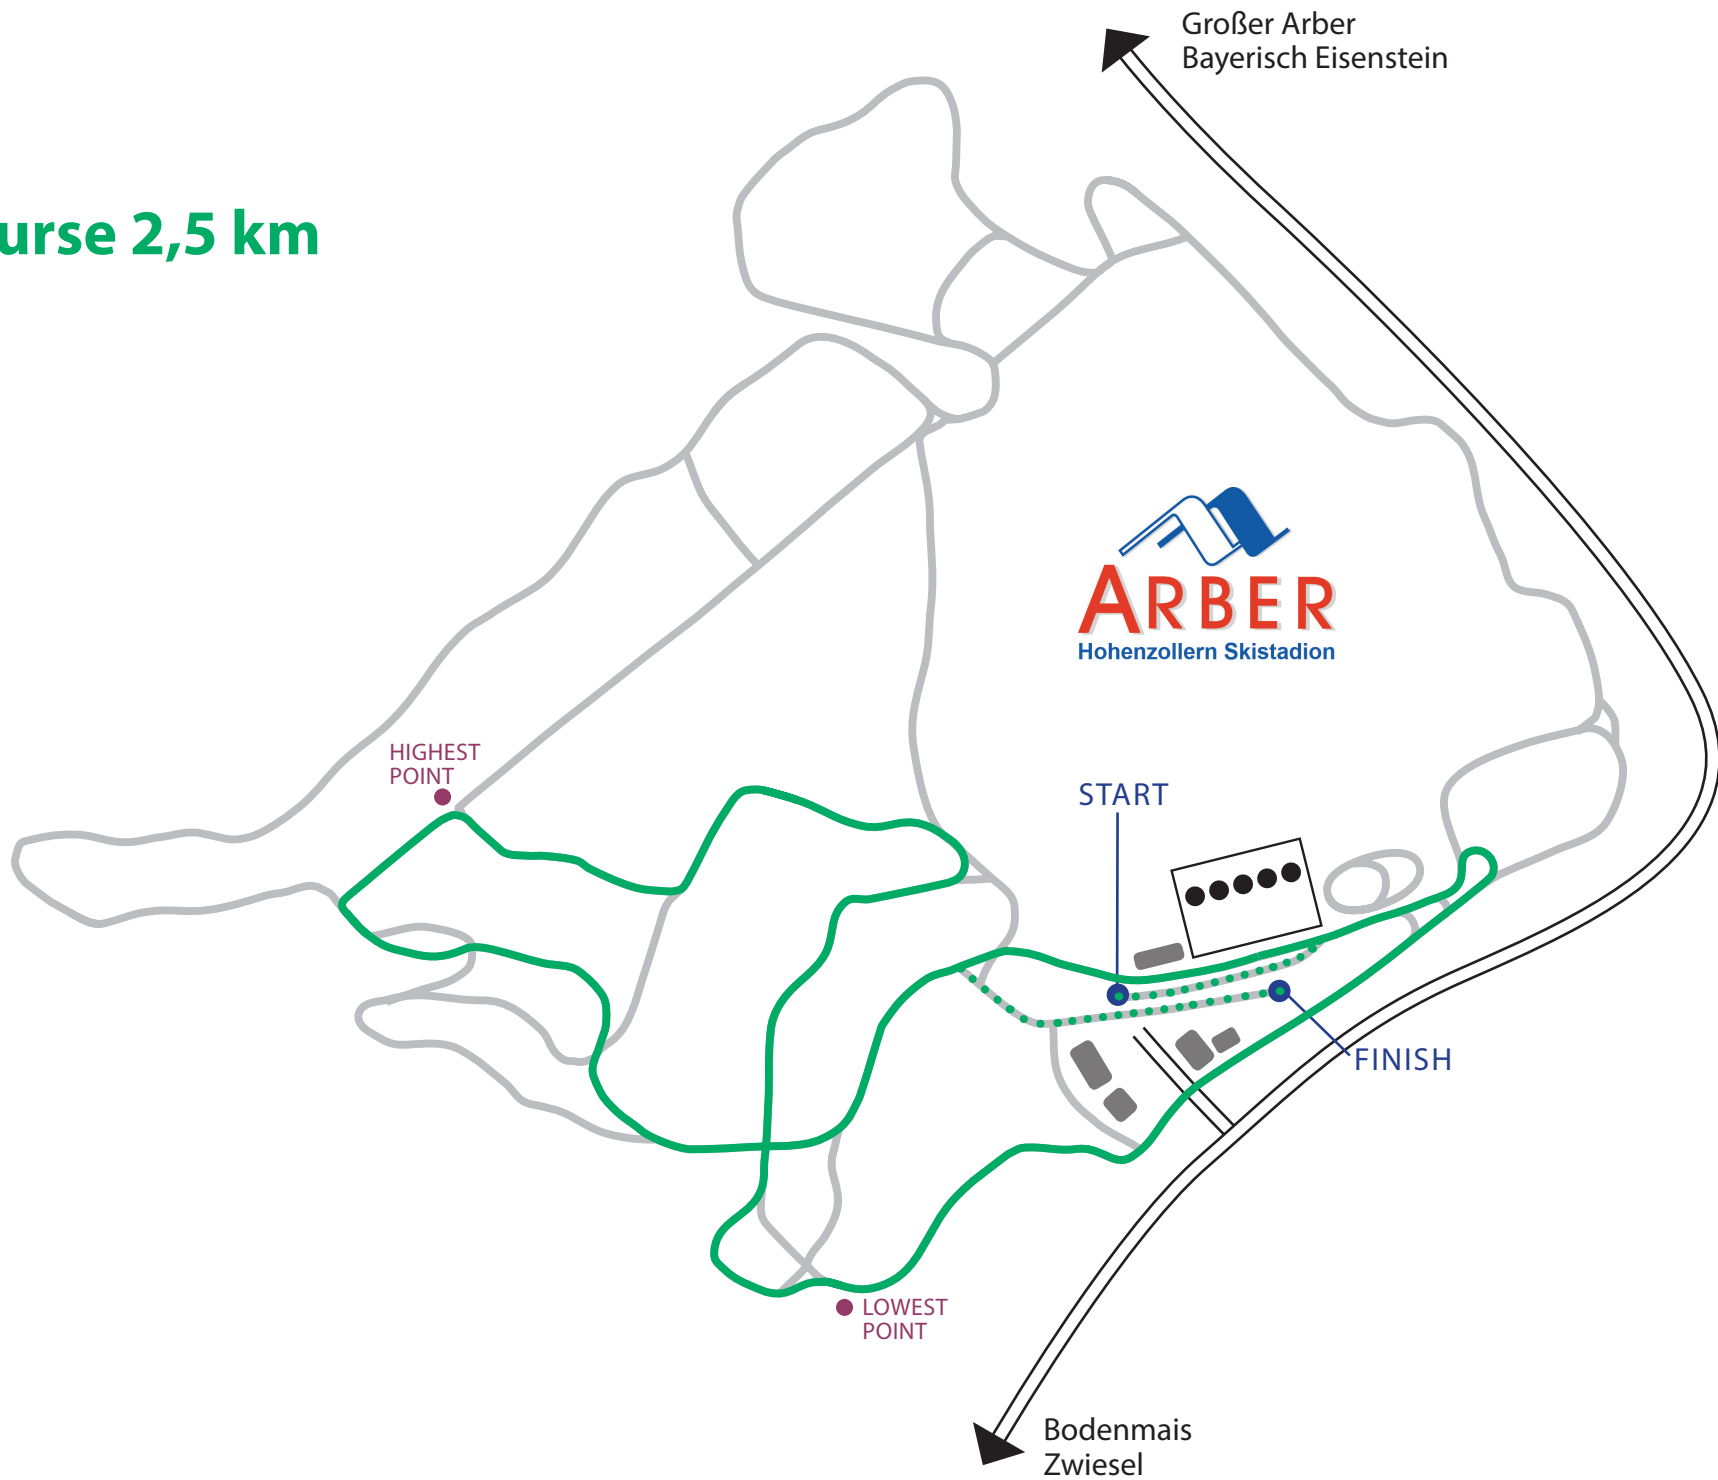 Großer Arber
Bayerisch Eisenstein
urse 2,5 km
ARBER
Hohenzollern Skistadion
HIGHEST
POINT
START
FINISH
LOWEST
POINT
Bodenmais
Zwiesel